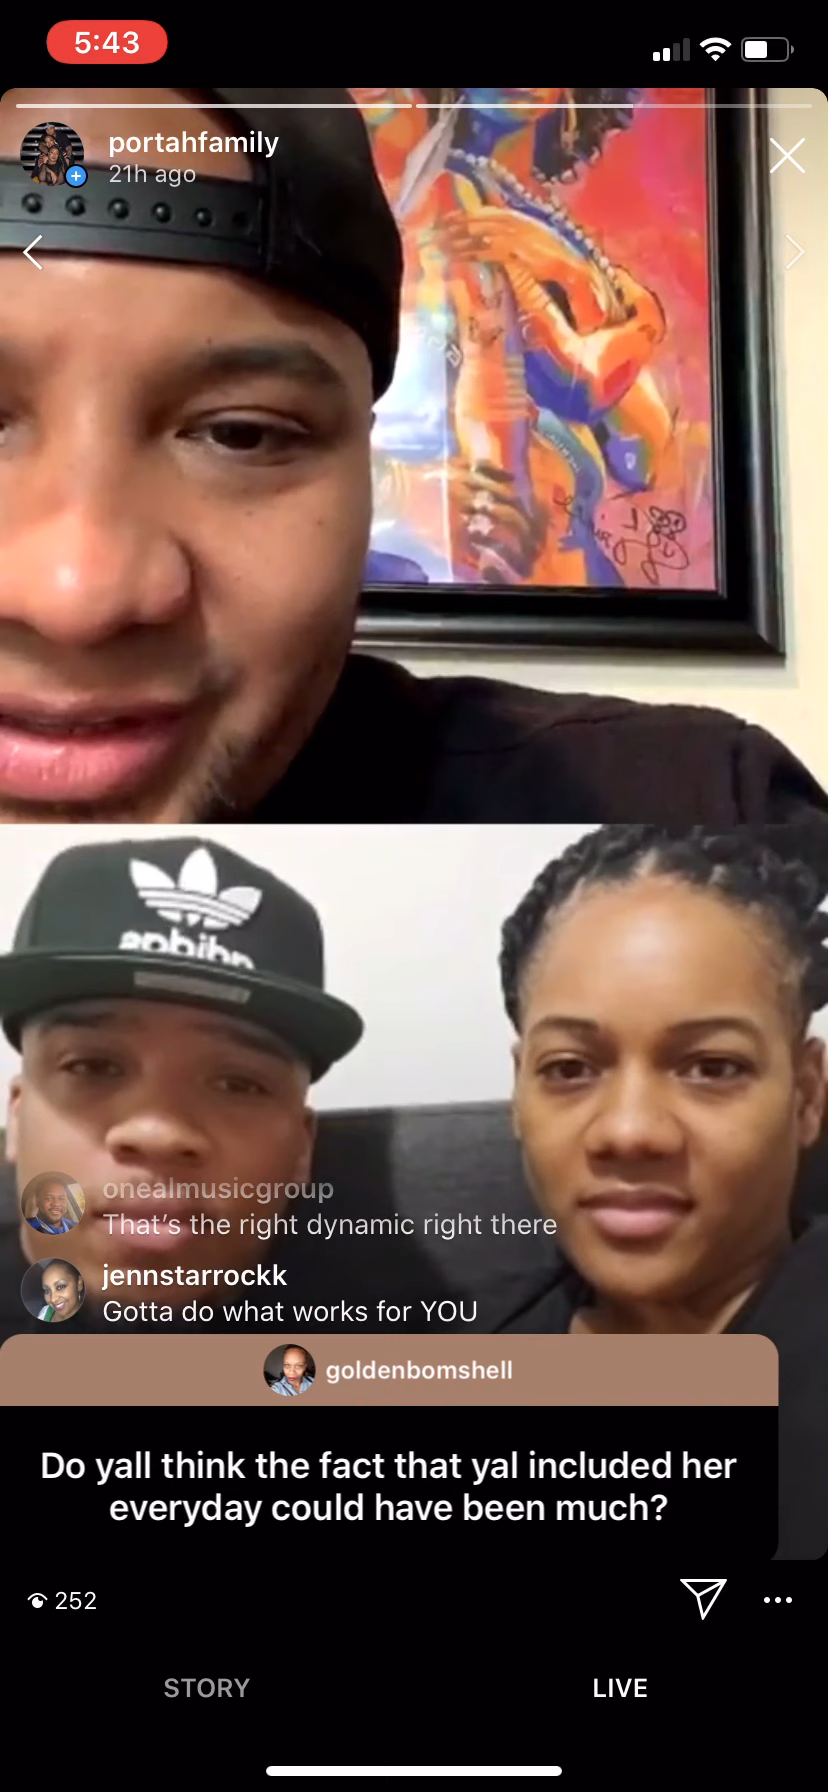 5:43
portahfamily
21h ago
adidas
onealmusicgroup
That's the right dynamic right there
jennstarrockk
Gotta do what works for YOU
goldenbomshell
Do yall think the fact that yal included her
everyday could have been much?
252
STORY
LIVE